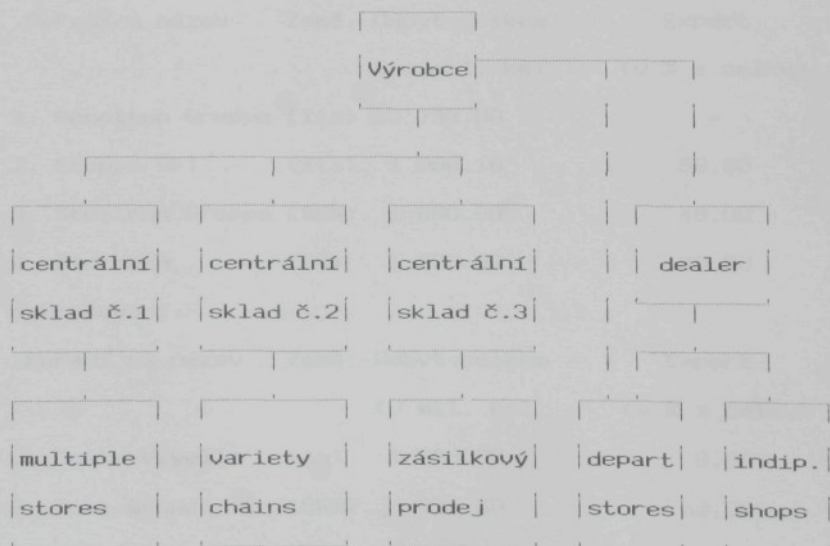 Výrobce
centrální centrální centrální dealer
sklad č.1 sklad č.2 sklad č.3
multiple variety zásilkový depart indip.
stores chains prodej stores shops